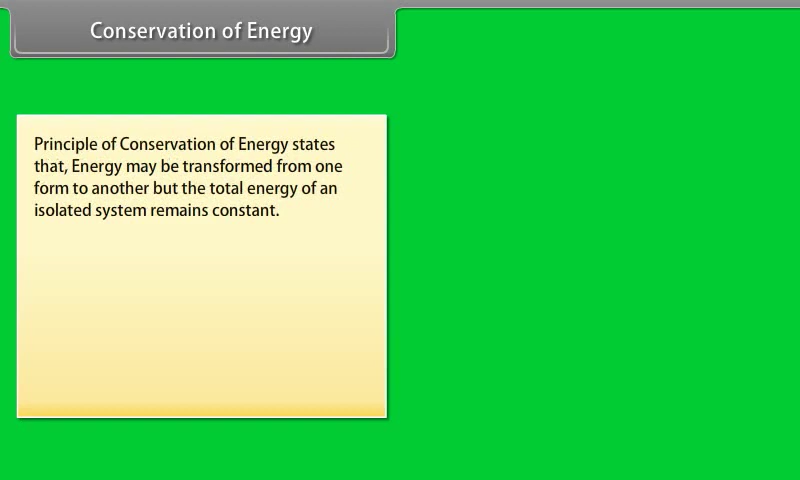 Conservation of Energy
Principle of Conservation of Energy states
that, Energy may be transformed from one
form to another but the total energy of an
isolated system remains constant.